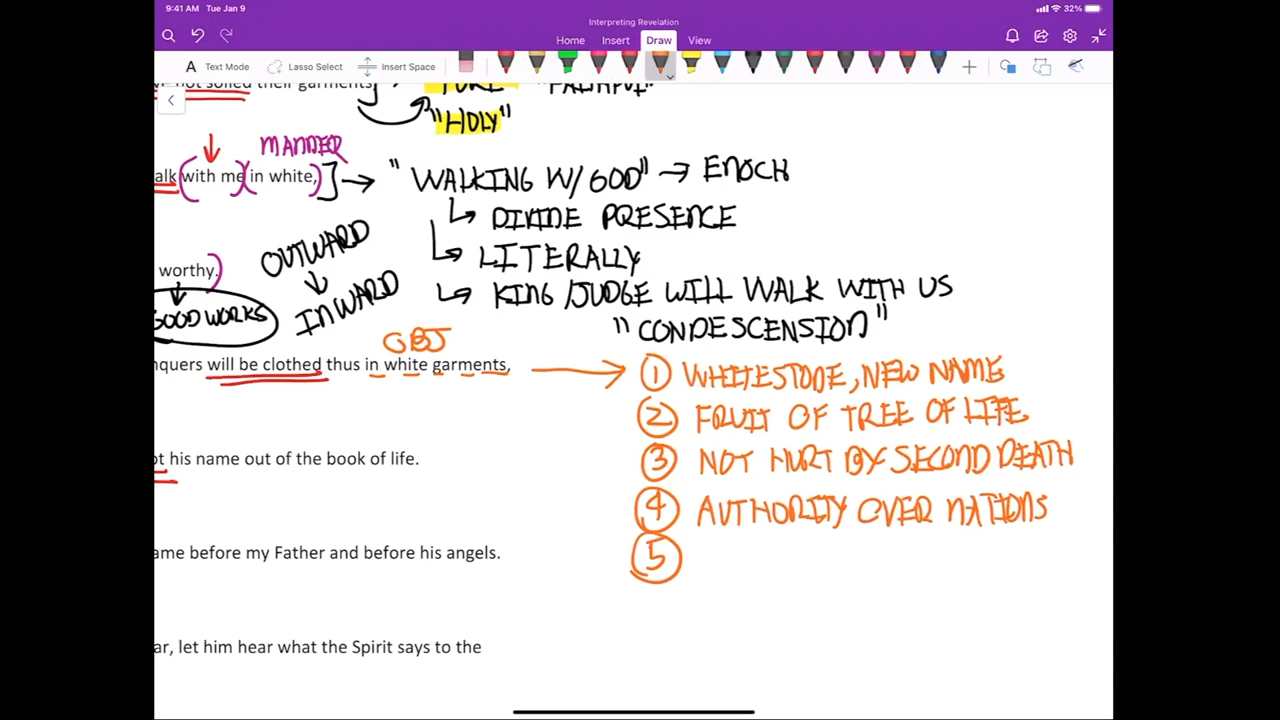 9:41 AM Tue Jan 9
32%
Interpreting Revelation
Home Insert Draw View
Text Mode Lasso Select Insert Space
not soiled their garments
"HOLY"
MANNER
alk with me in white,
"WALKING W/ GOD" → ENOCH
DIVINE PRESENCE
OUTWARD
LITERALLY
worthy.
INWARD
KING/JUDGE WILL WALK WITH US
GOOD WORKS
"CONDESCENSION"
OBJ
nquers will be clothed thus in white garments,
① WHITESTONE, NEW NAME
② FRUIT OF TREE OF LIFE
③ NOT HURT BY SECOND DEATH
ot his name out of the book of life.
④ AUTHORITY OVER NATIONS
ame before my Father and before his angels.
⑤
ar, let him hear what the Spirit says to the